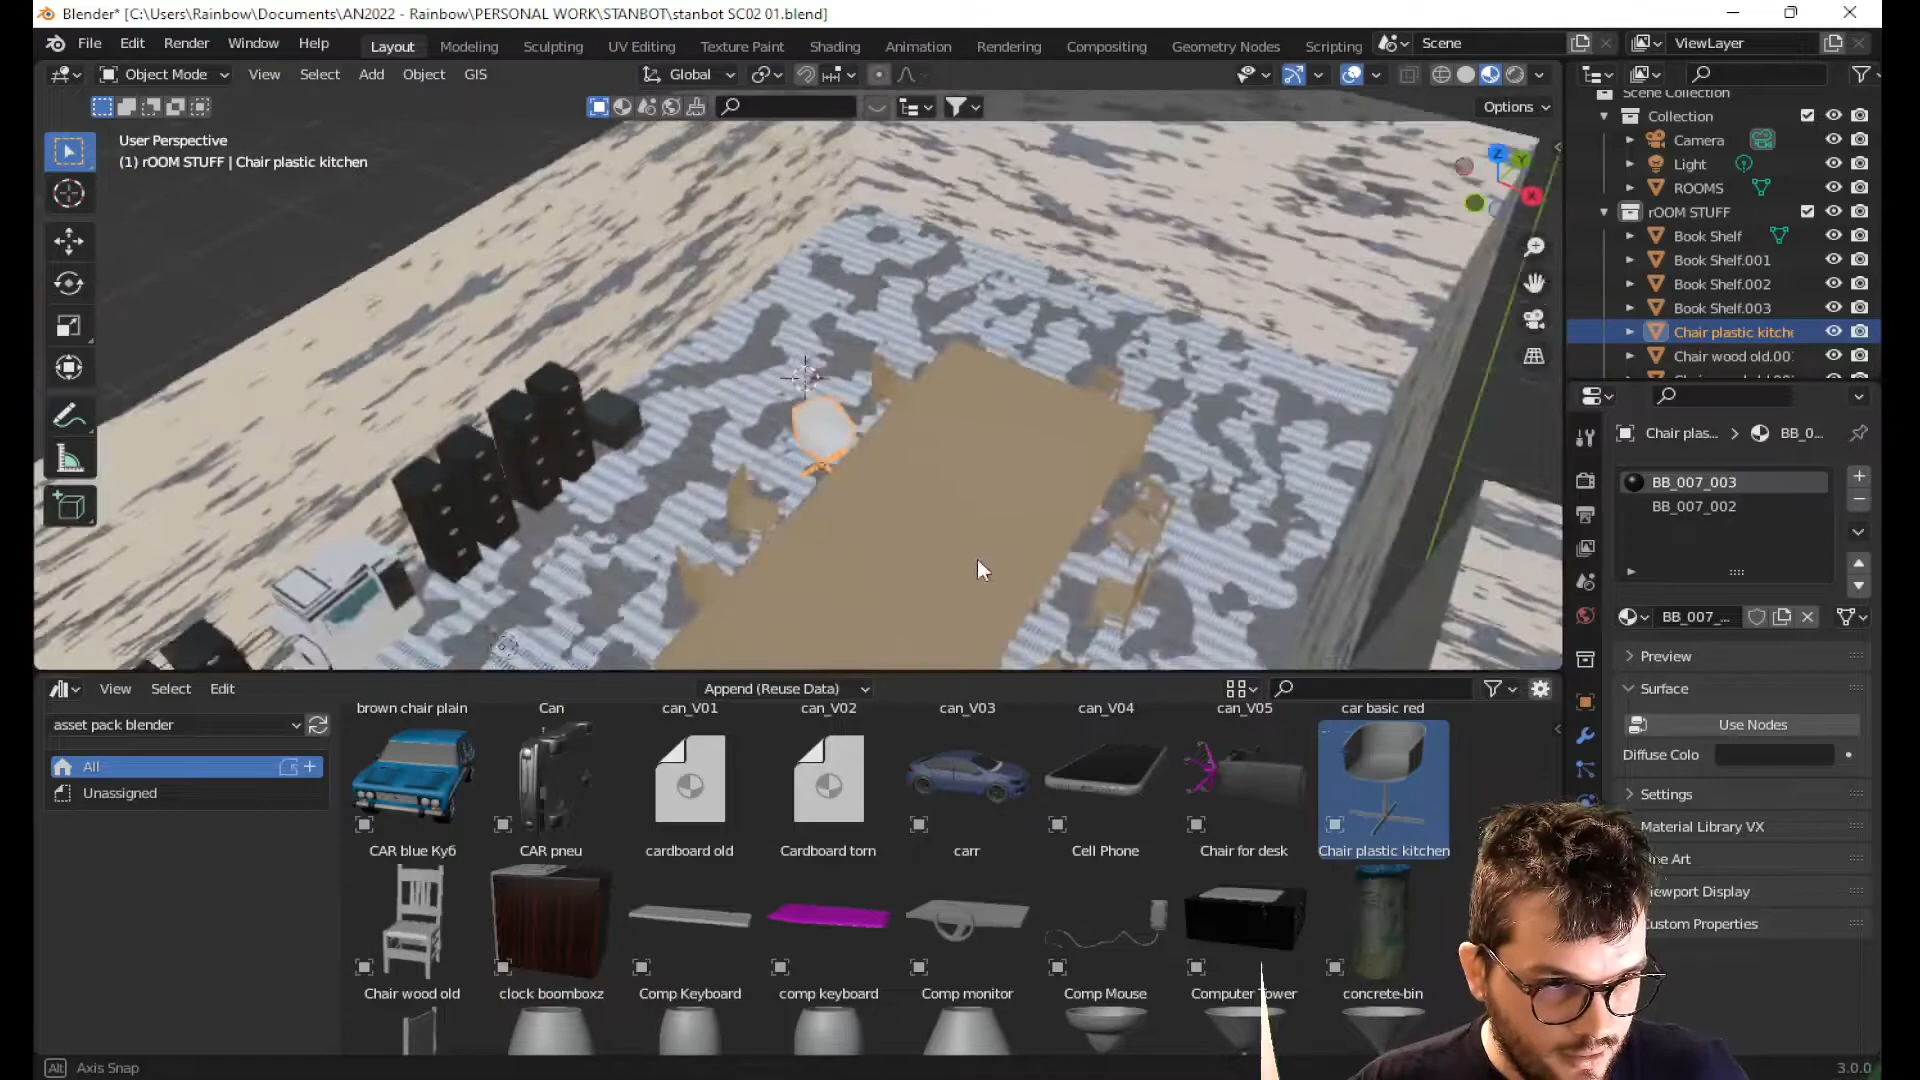 Blender* [C:\Users\Rainbow\Documents\AN2022 - Rainbow\PERSONAL WORK\STANBOT\stanbot SC02 01.blend]
File Edit Render Window Help Layout Modeling Sculpting UV Editing Texture Paint Shading Animation Rendering Compositing Geometry Nodes Scripting Scene ViewLayer
Object Mode View Select Add Object GIS Global
Options
User Perspective
(1) rOOM STUFF | Chair plastic kitchen
Z Y X
Scene Collection
Collection
Camera
Light
ROOMS
rOOM STUFF
Book Shelf
Book Shelf.001
Book Shelf.002
Book Shelf.003
Chair plastic kitche
Chair wood old.00
Chair plas... > BB_0...
BB_007_003
BB_007_002
BB_007_...
Preview
Surface
Use Nodes
Diffuse Colo
Settings
Material Library VX
ne Art
iewport Display
ustom Properties
View Select Edit Append (Reuse Data)
asset pack blender
All
Unassigned
brown chair plain Can can_V01 can_V02 can_V03 can_V04 can_V05 car basic red
CAR blue Куб CAR pneu cardboard old Cardboard torn carr Cell Phone Chair for desk Chair plastic kitchen
Chair wood old clock boomboxz Comp Keyboard comp keyboard Comp monitor Comp Mouse Computer Tower concrete-bin
Alt Axis Snap
3.0.0